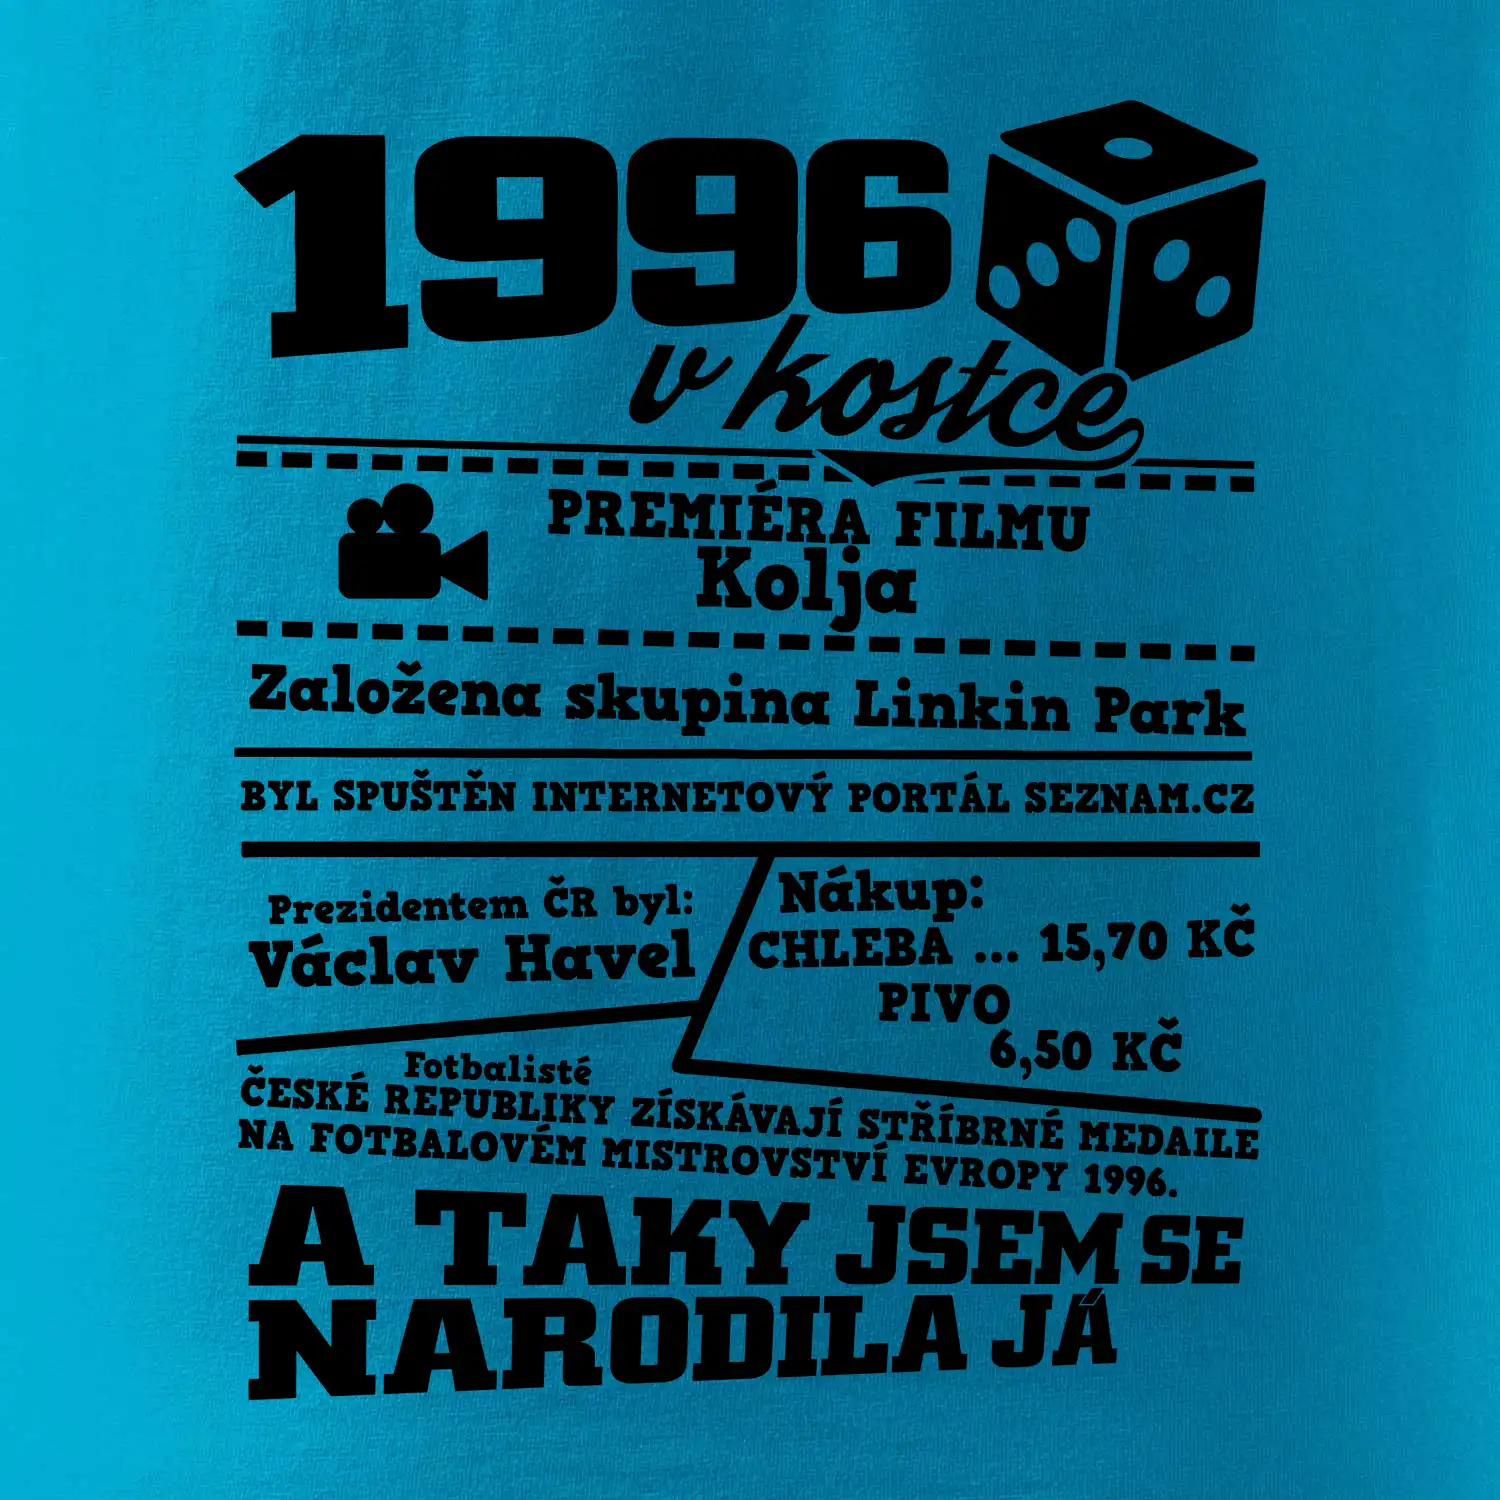 1996
v kostce
PREMIÉRA FILMU
Kolja
Založena skupina Linkin Park
BYL SPUŠTĚN INTERNETOVÝ PORTÁL SEZNAM.CZ
Prezidentem ČR byl:
Václav Havel
Nákup:
CHLEBA ... 15,70 KČ
PIVO
6,50 KČ
Fotbalisté
ČESKÉ REPUBLIKY ZÍSKÁVAJÍ STŘÍBRNÉ MEDAILE
NA FOTBALOVÉM MISTROVSTVÍ EVROPY 1996.
A TAKY JSEM SE
NARODILA JÁ